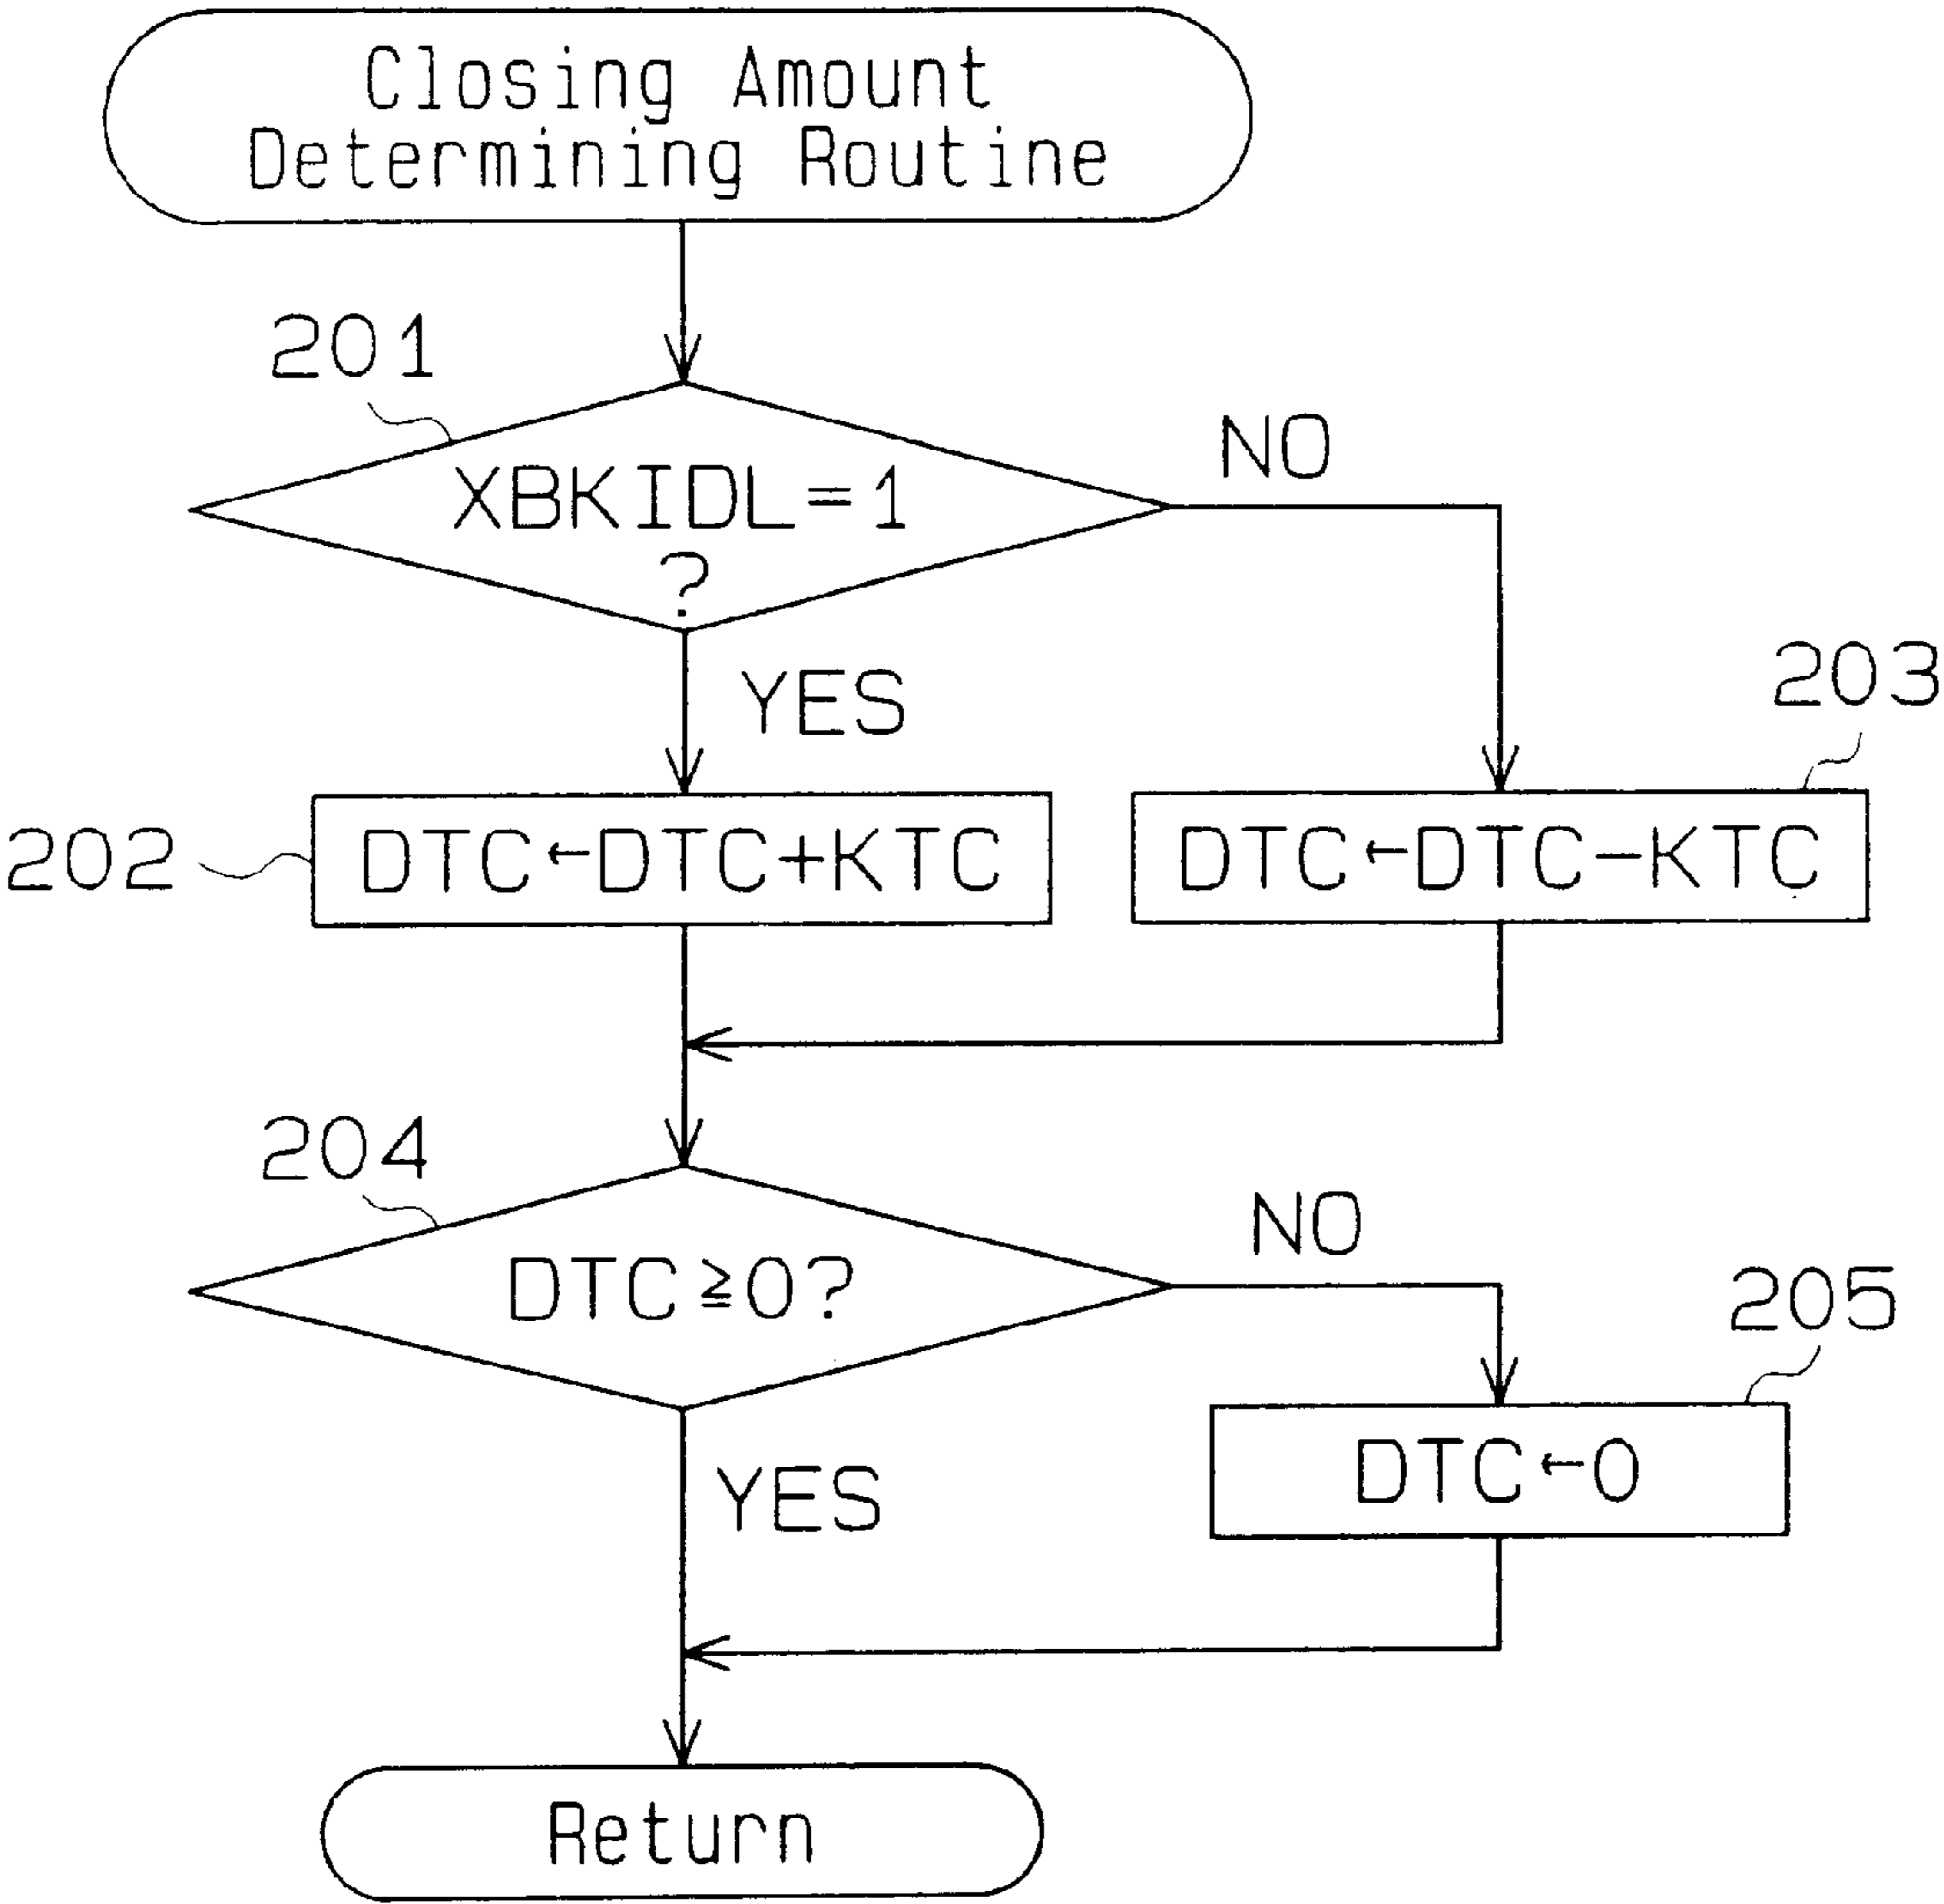 Closing Amount
Determining Routine
201
XBKIDL=1
?
NO
YES
203
202
DTC←DTC+KTC
DTC←DTC−KTC
204
DTC≧0?
NO
205
YES
DTC←0
Return